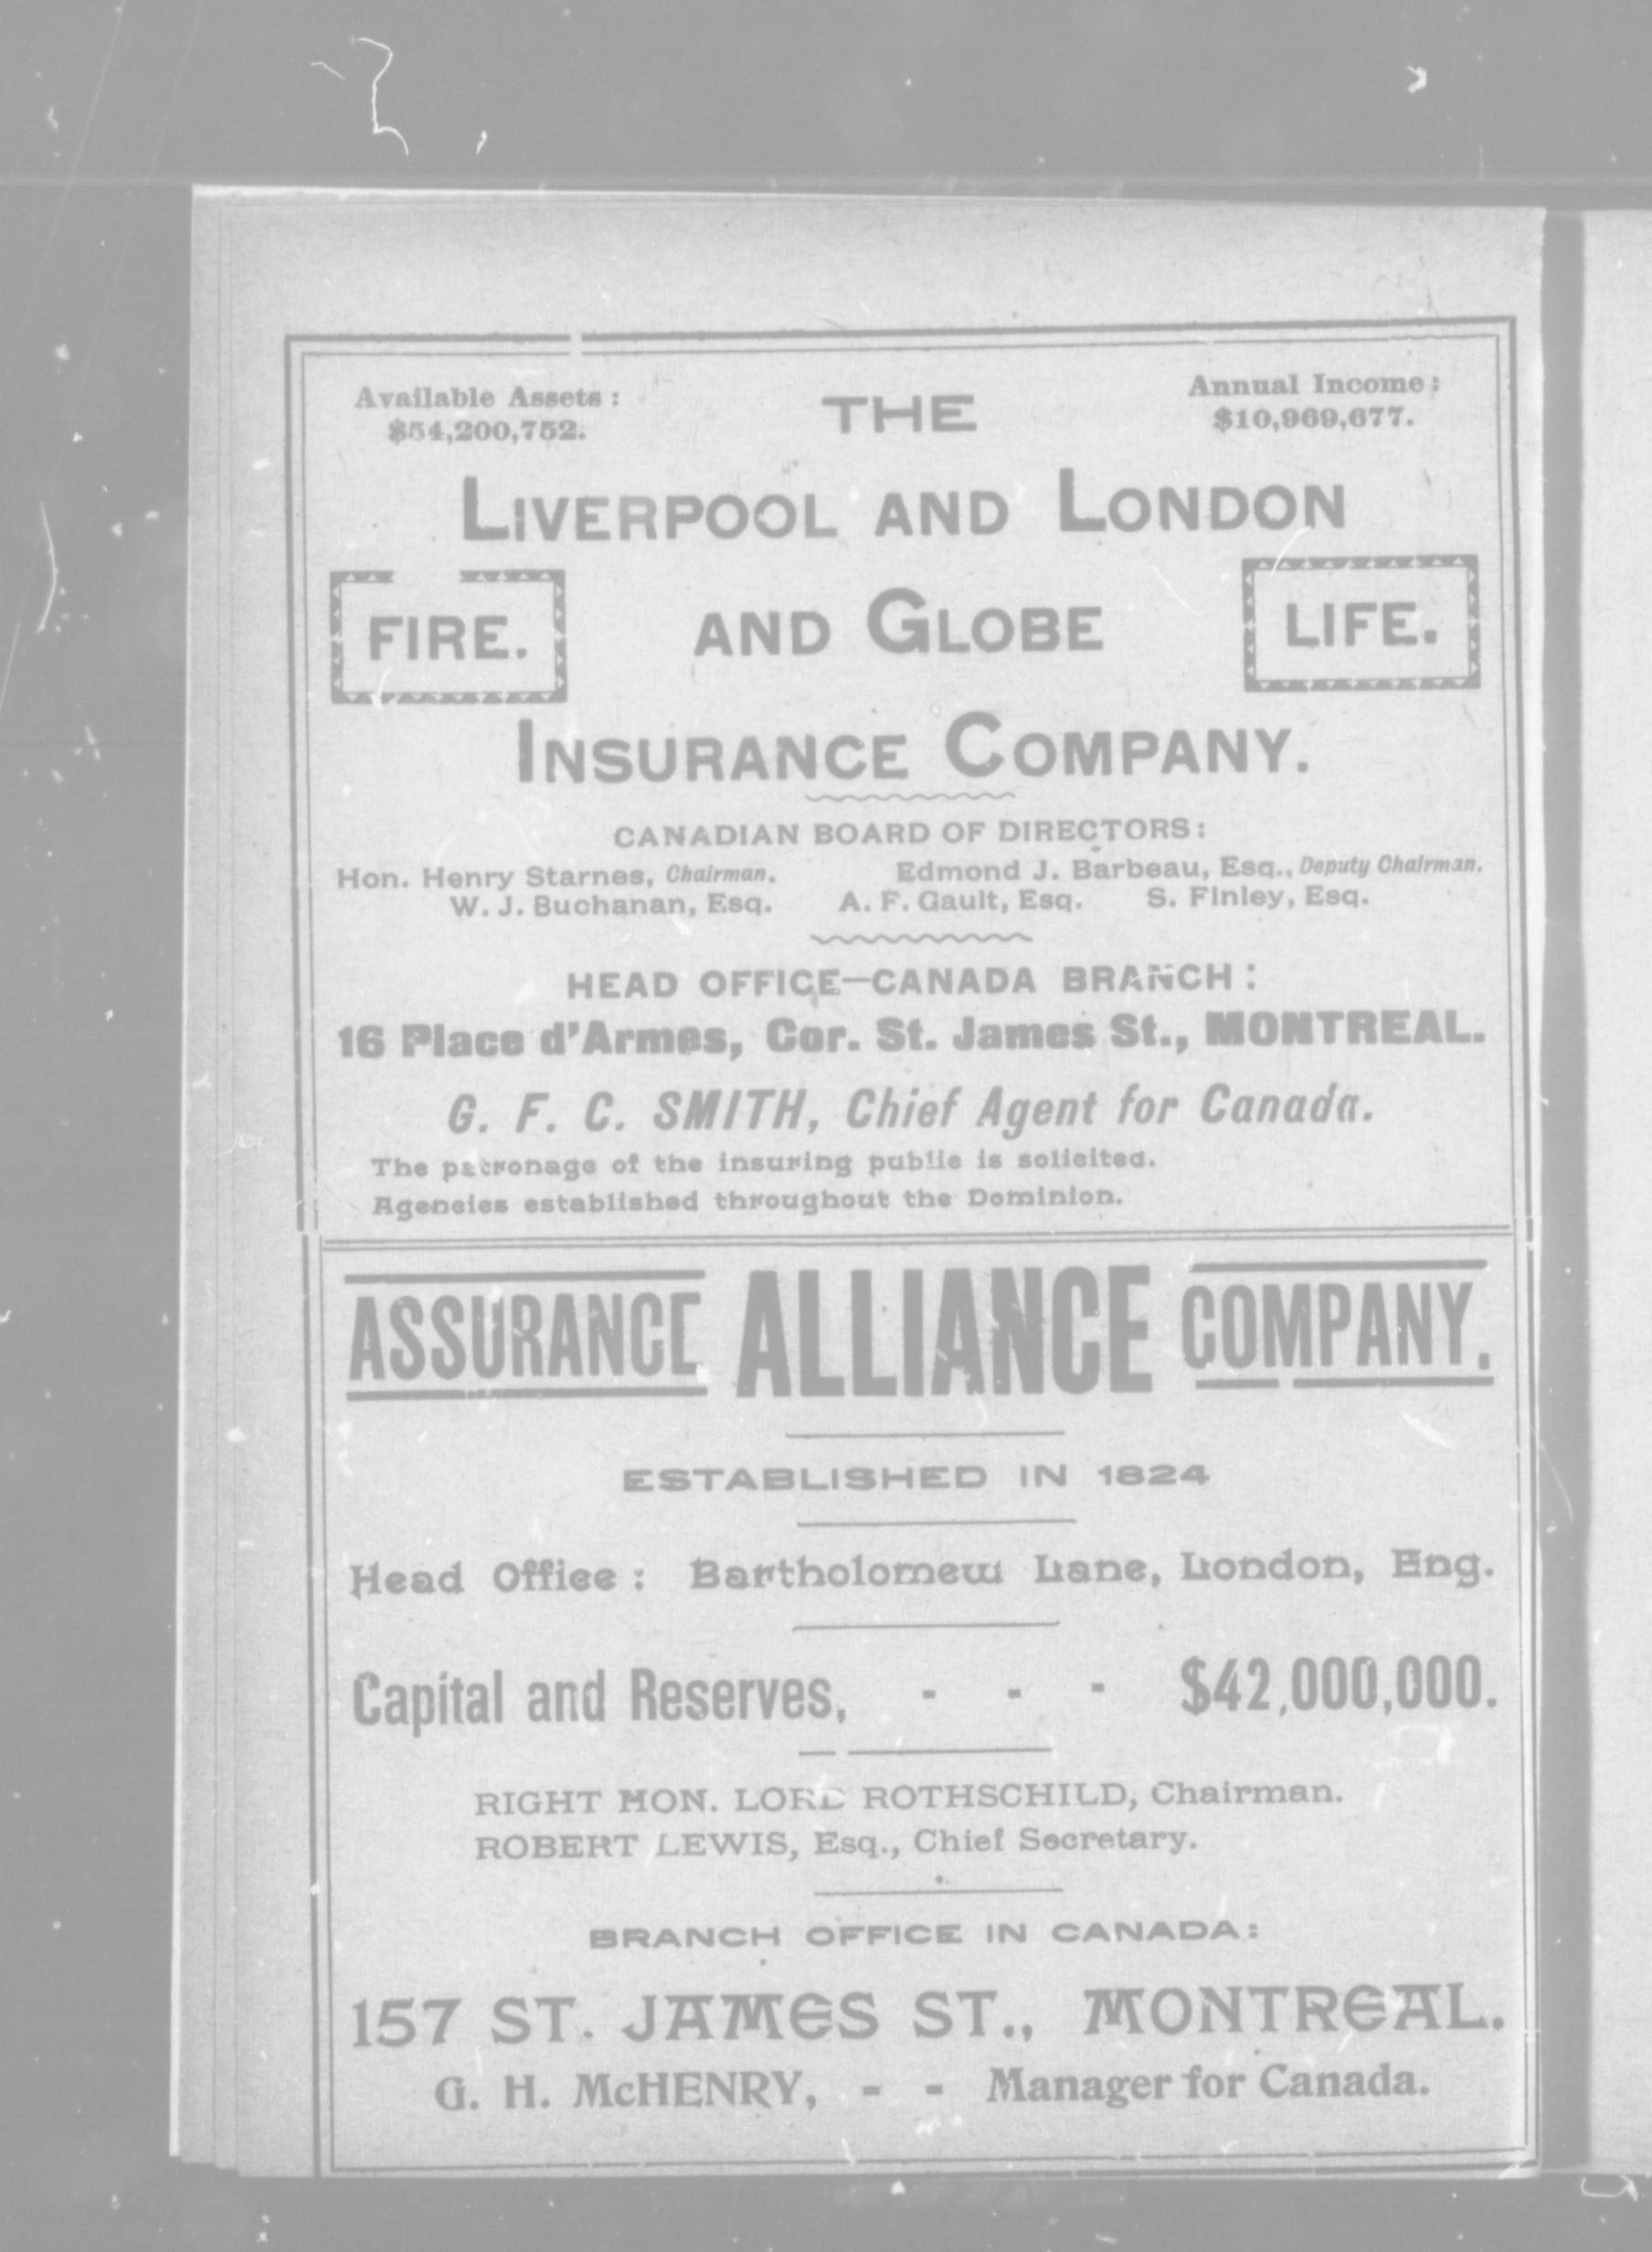 Available Assets:
$54,200,752.
THE
Annual Income:
$10,969,677.
LIVERPOOL AND LONDON
FIRE.
AND GLOBE
LIFE.
INSURANCE COMPANY.
CANADIAN BOARD OF DIRECTORS:
Hon. Henry Starnes, Chairman. Edmond J. Barbeau, Esq., Deputy Chairman.
W. J. Buchanan, Esq. A. F. Gault, Esq. S. Finley, Esq.
HEAD OFFICE—CANADA BRANCH:
16 Place d'Armes, Cor. St. James St., MONTREAL.
G. F. C. SMITH, Chief Agent for Canada.
The patronage of the insuring public is solicited.
Agencies established throughout the Dominion.
ASSURANCE ALLIANCE COMPANY.
ESTABLISHED IN 1824
Head Office: Bartholomew Lane, London, Eng.
Capital and Reserves, - - - $42,000,000.
RIGHT HON. LORD ROTHSCHILD, Chairman.
ROBERT LEWIS, Esq., Chief Secretary.
BRANCH OFFICE IN CANADA:
157 ST. JAMES ST., MONTREAL.
G. H. McHENRY, - - Manager for Canada.